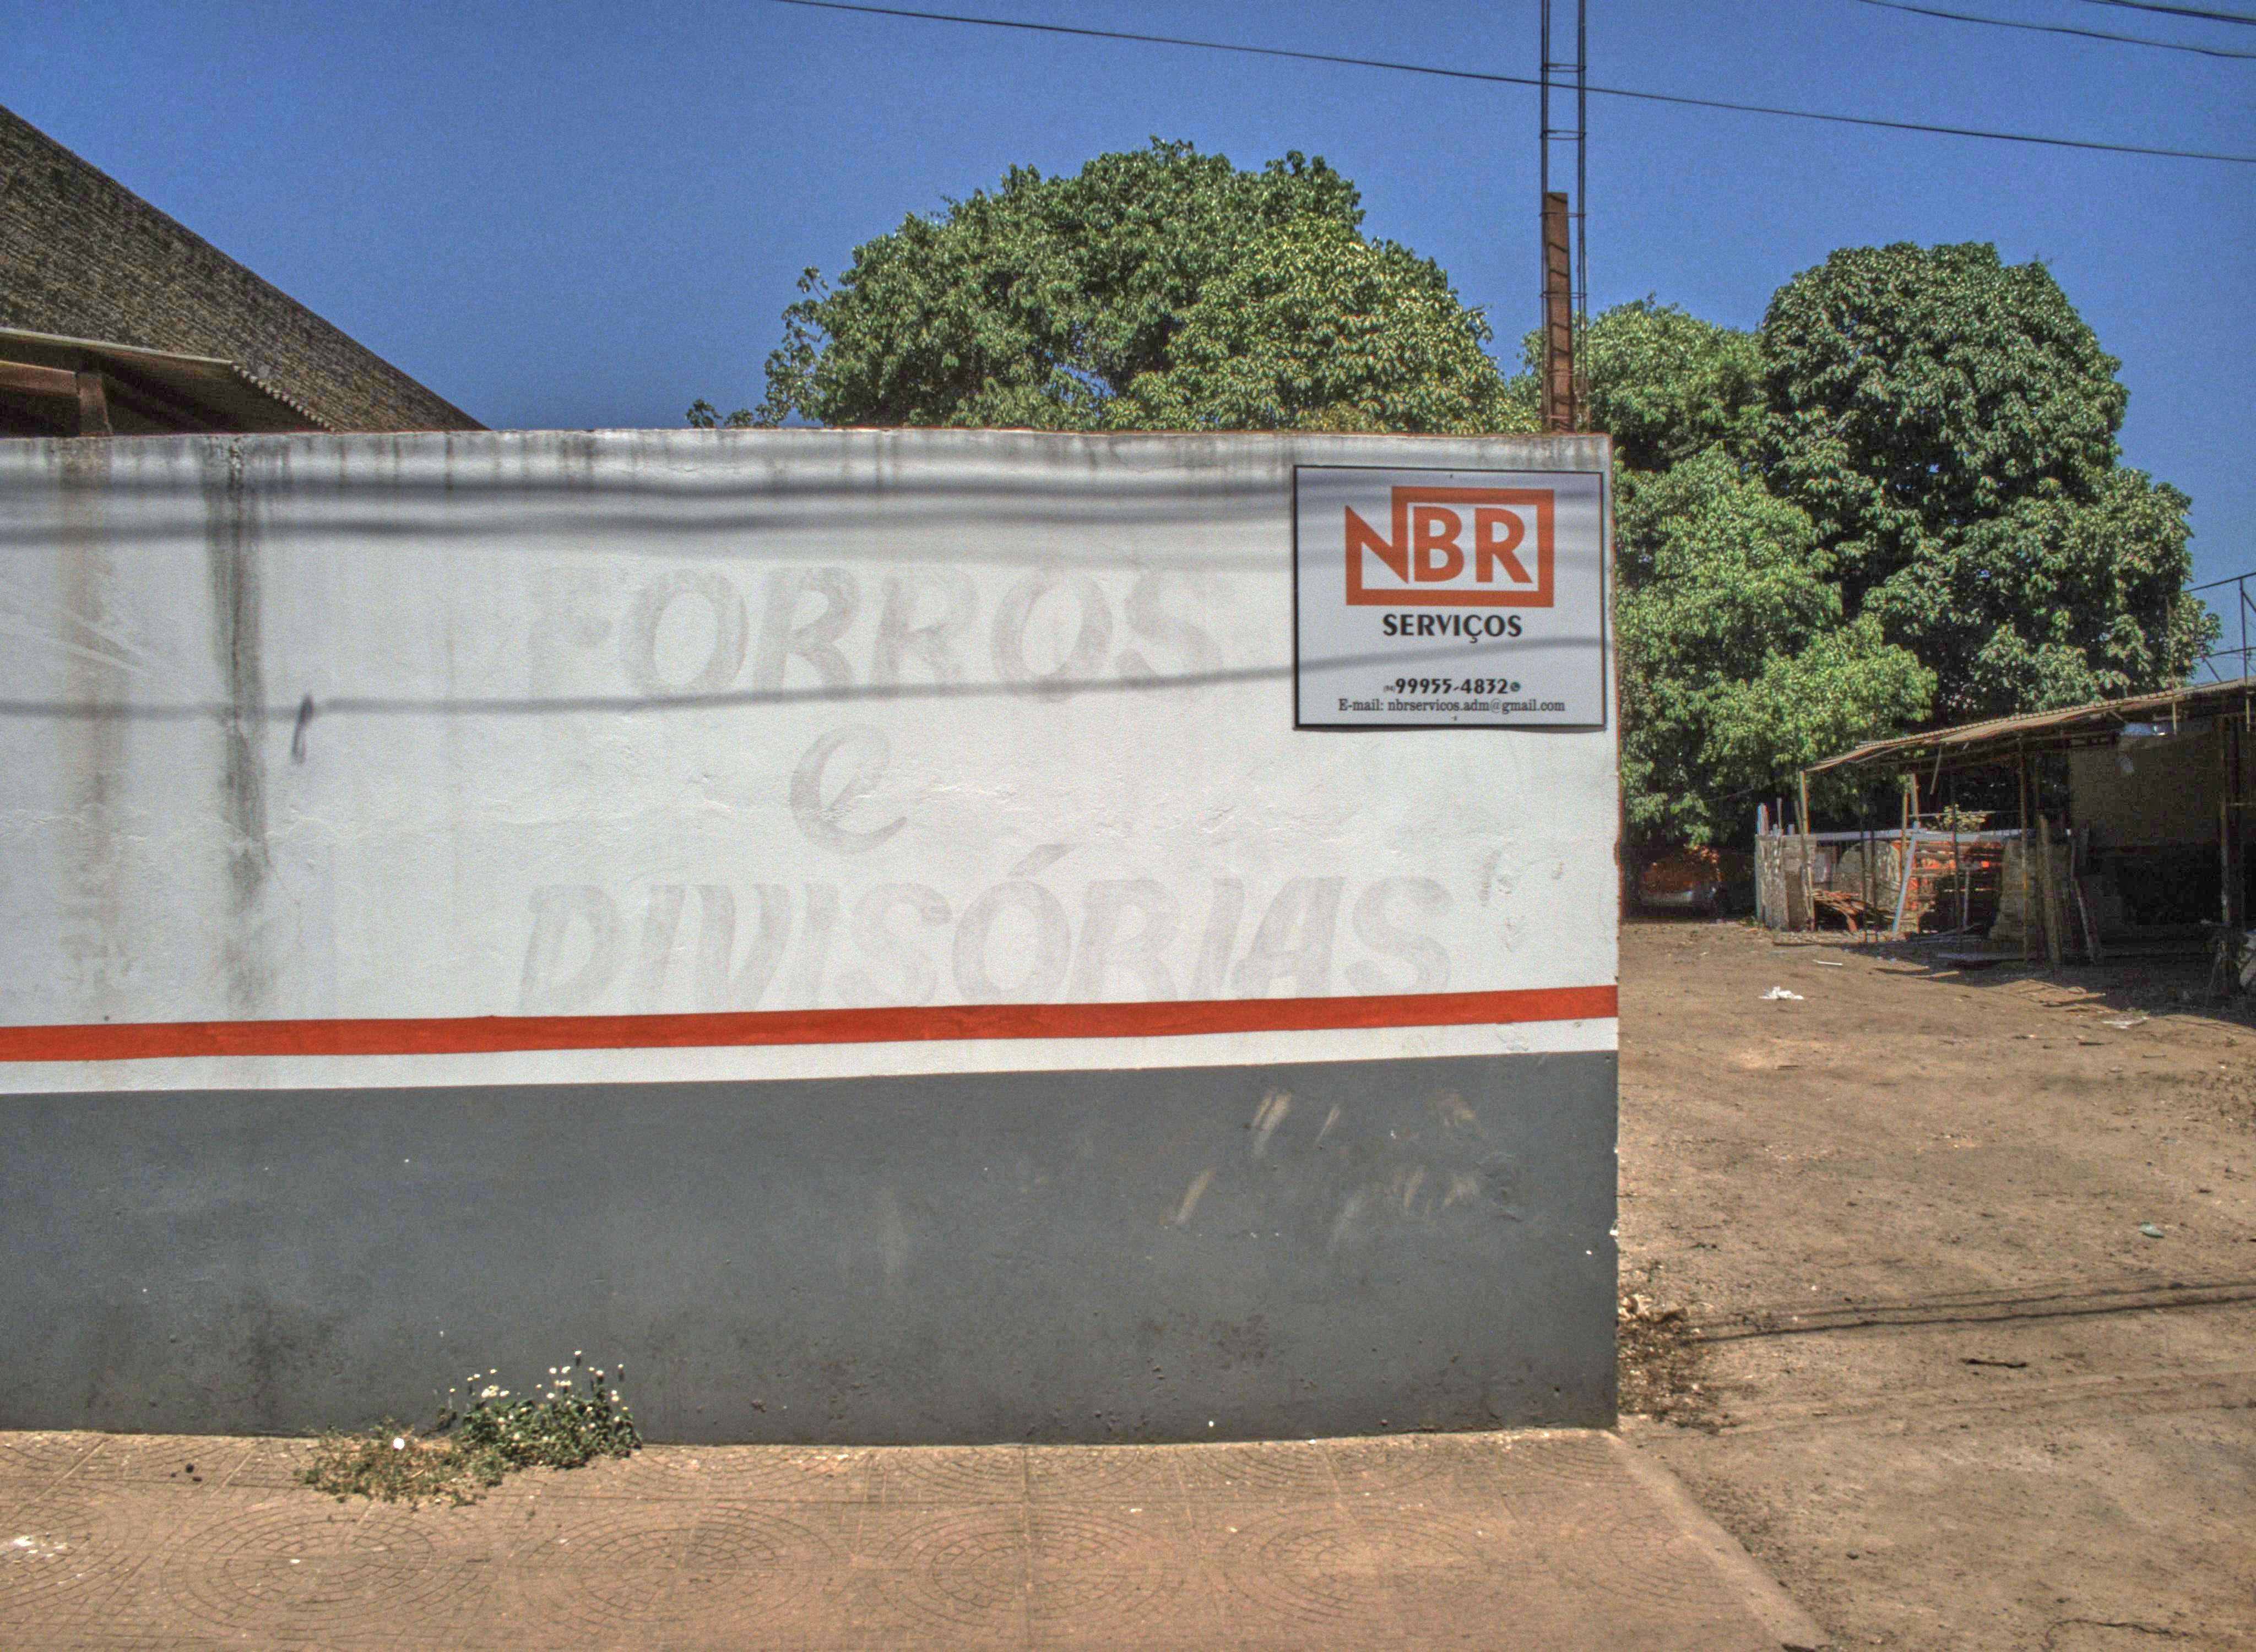 FORROS
e
DIVISÓRIAS
NBR
SERVIÇOS
99955-4832
E-mail: nbrservicos.adm@gmail.com